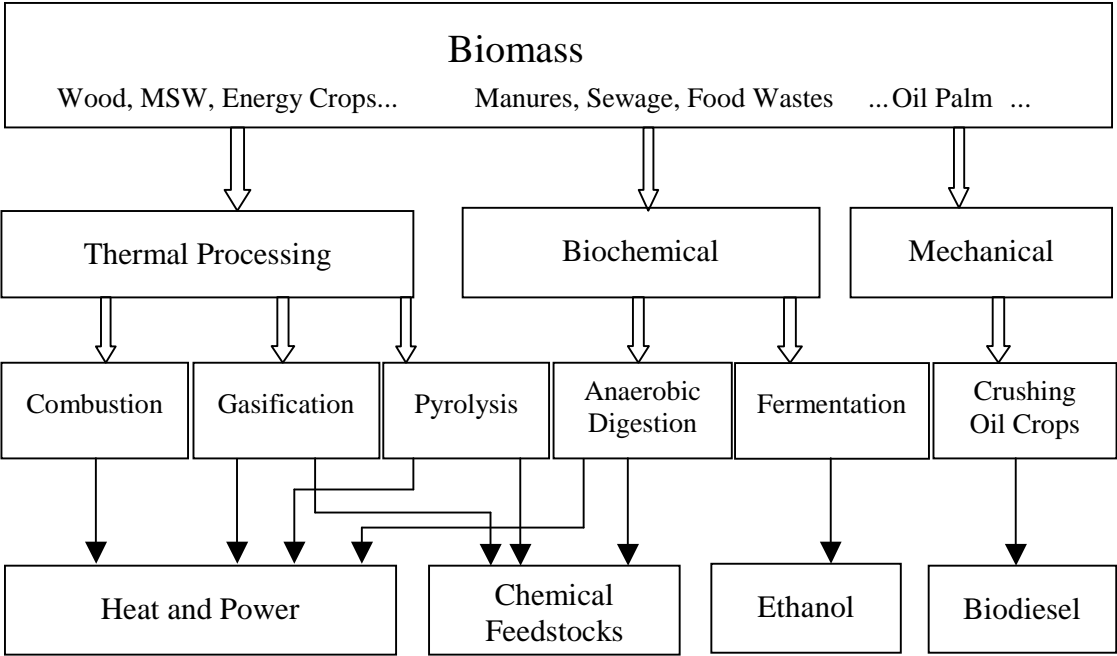 Biomass
Wood, MSW, Energy Crops...
Manures, Sewage, Food Wastes
...Oil Palm ...
Thermal Processing
Biochemical
Mechanical
Combustion
Gasification
Pyrolysis
Anaerobic
Digestion
Fermentation
Crushing
Oil Crops
Heat and Power
Chemical
Feedstocks
Ethanol
Biodiesel